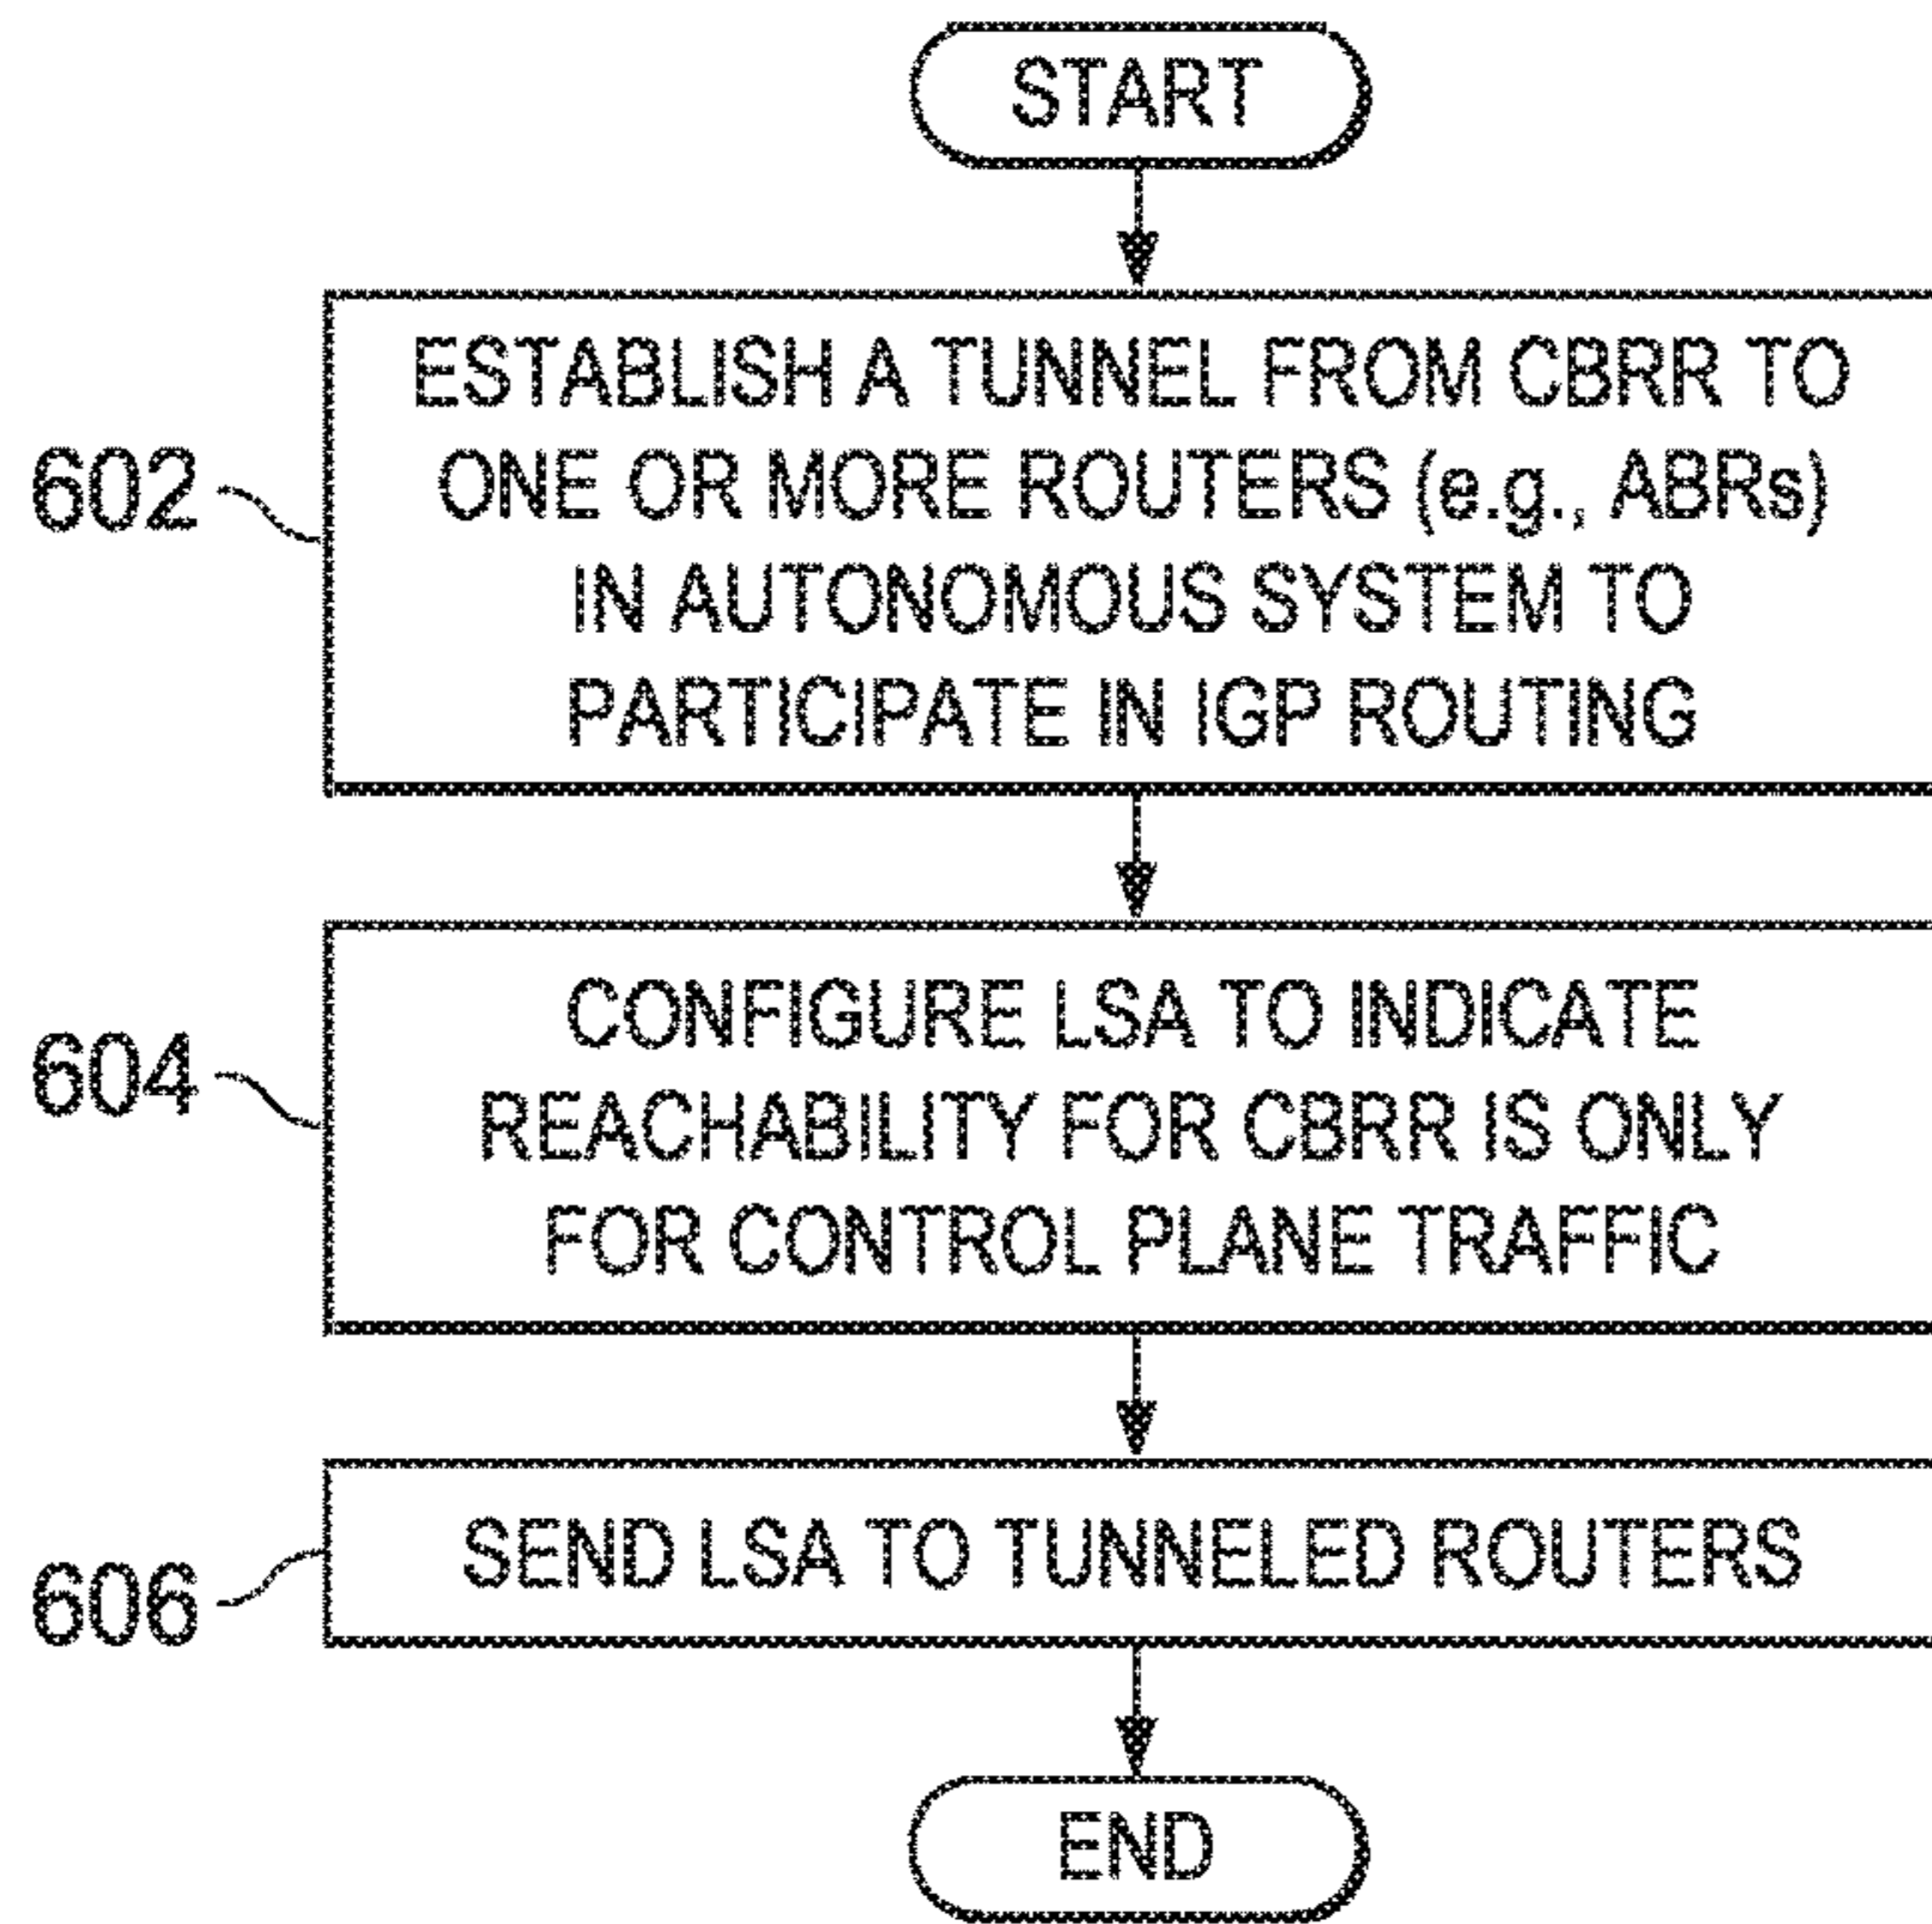 START
602
ESTABLISH A TUNNEL FROM CBRR TO
ONE OR MORE ROUTERS (e.g., ABRs)
IN AUTONOMOUS SYSTEM TO
PARTICIPATE IN IGP ROUTING
604
CONFIGURE LSA TO INDICATE
REACHABILITY FOR CBRR IS ONLY
FOR CONTROL PLANE TRAFFIC
606
SEND LSA TO TUNNELED ROUTERS
END